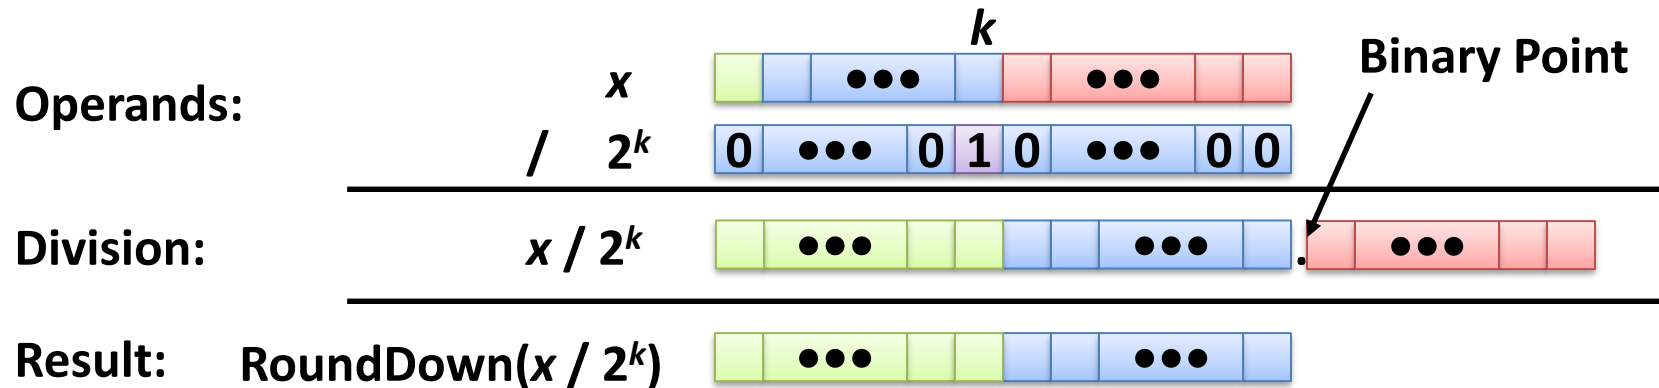 k
Binary Point
Operands: x ●●● ●●●
/ 2ᵏ 0 ●●● 0 1 0 ●●● 0 0
Division: x / 2ᵏ ●●● ●●● . ●●●
Result: RoundDown(x / 2ᵏ) ●●● ●●●